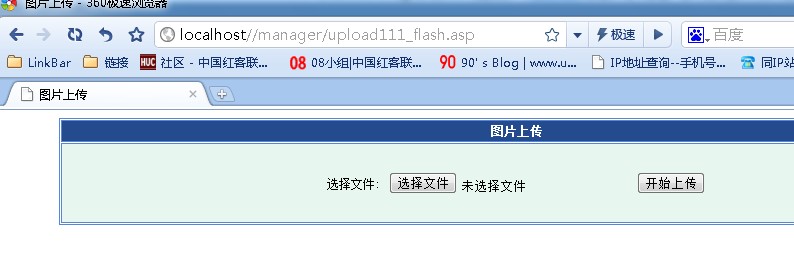 图片上传 - 360极速浏览器
localhost//manager/upload111_flash.asp 极速 百度
LinkBar 链接 HUC 社区 - 中国红客联... 08 08小组|中国红客联... 90 90' s Blog | www.u... IP地址查询--手机号... 同IP站
图片上传
图片上传
选择文件: 选择文件 未选择文件 开始上传